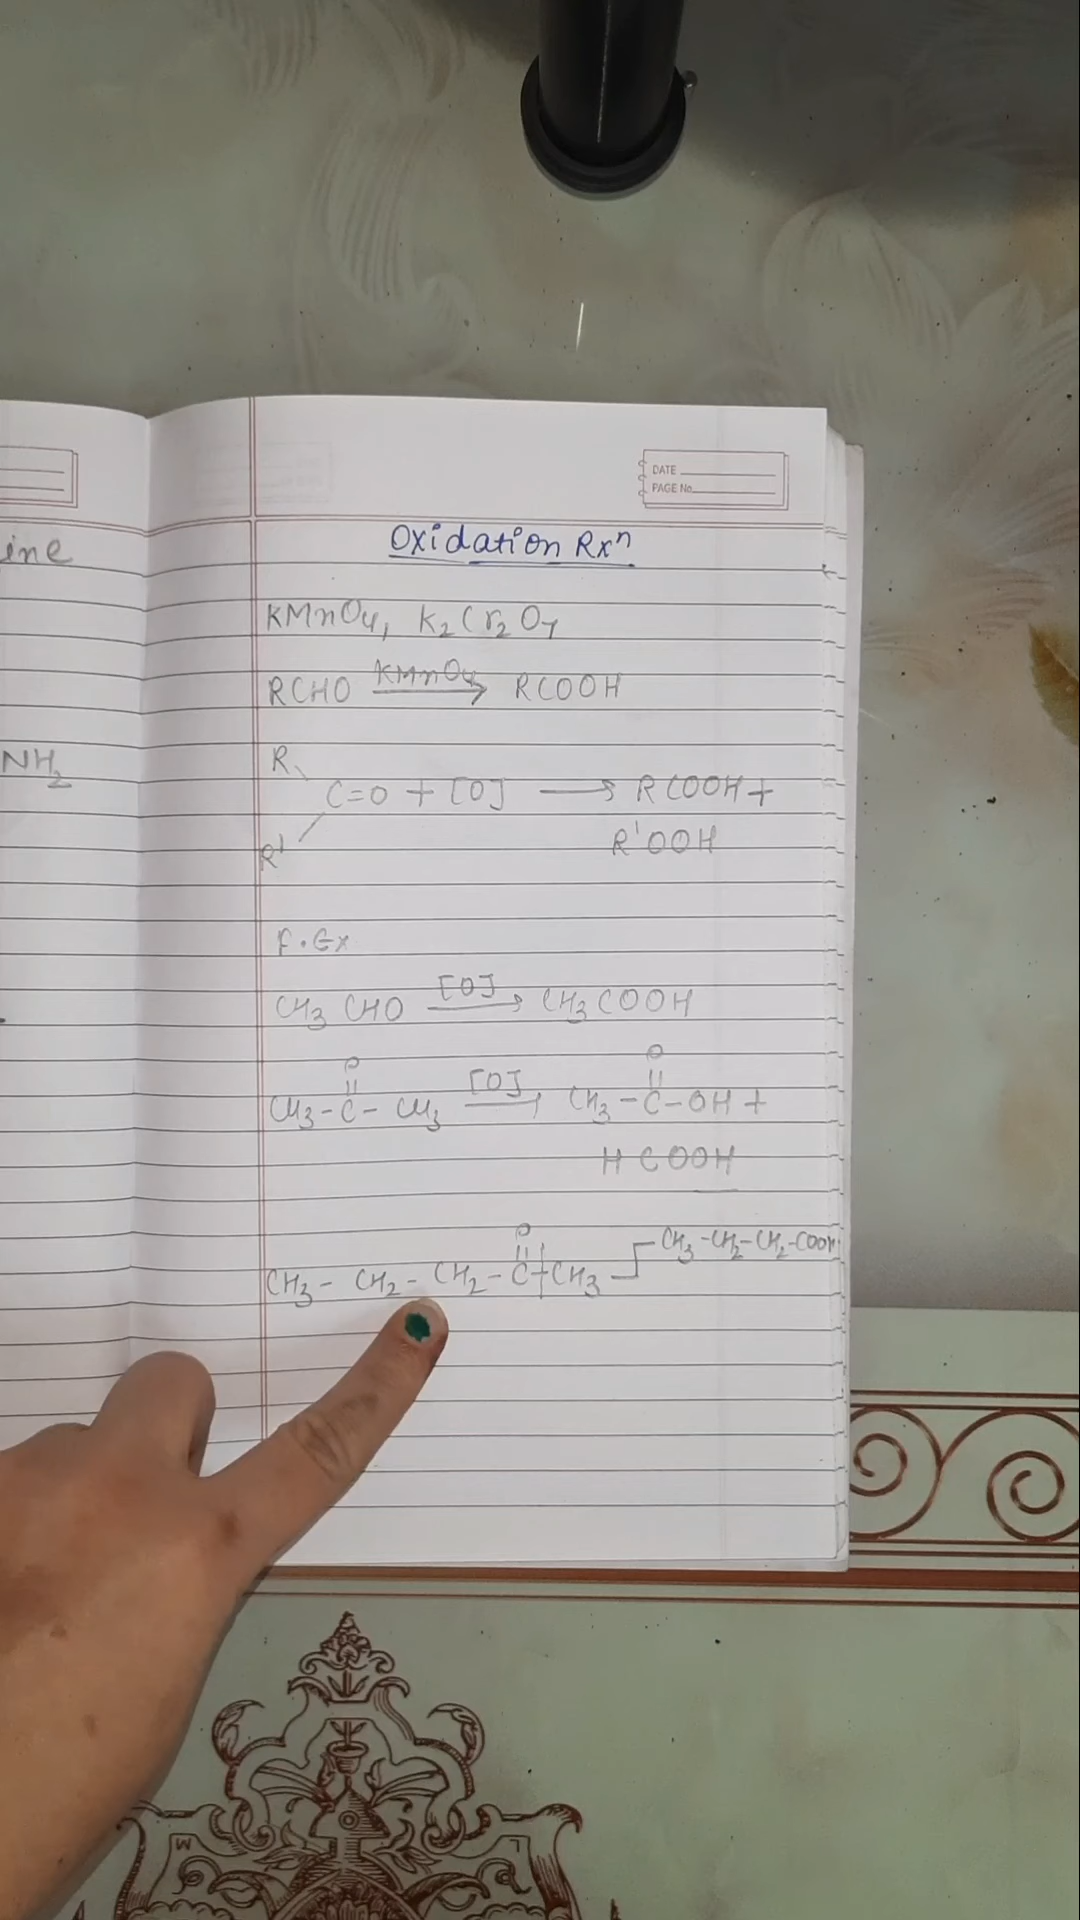 ine
NH₂
DATE
PAGE No.
Oxidation Rxⁿ
KMnO₄, K₂Cr₂O₇
RCHO —KMnO₄→ RCOOH
R
C=O + [O] → RCOOH +
R' R'OOH
F.Ex
CH₃ CHO —[O]→ CH₃COOH
O O
|| ||
CH₃-C-CH₃ —[O]→ CH₃-C-OH +
HCOOH
O CH₃-CH₂-CH₂-COOH
||
CH₃-CH₂-CH₂-C-CH₃